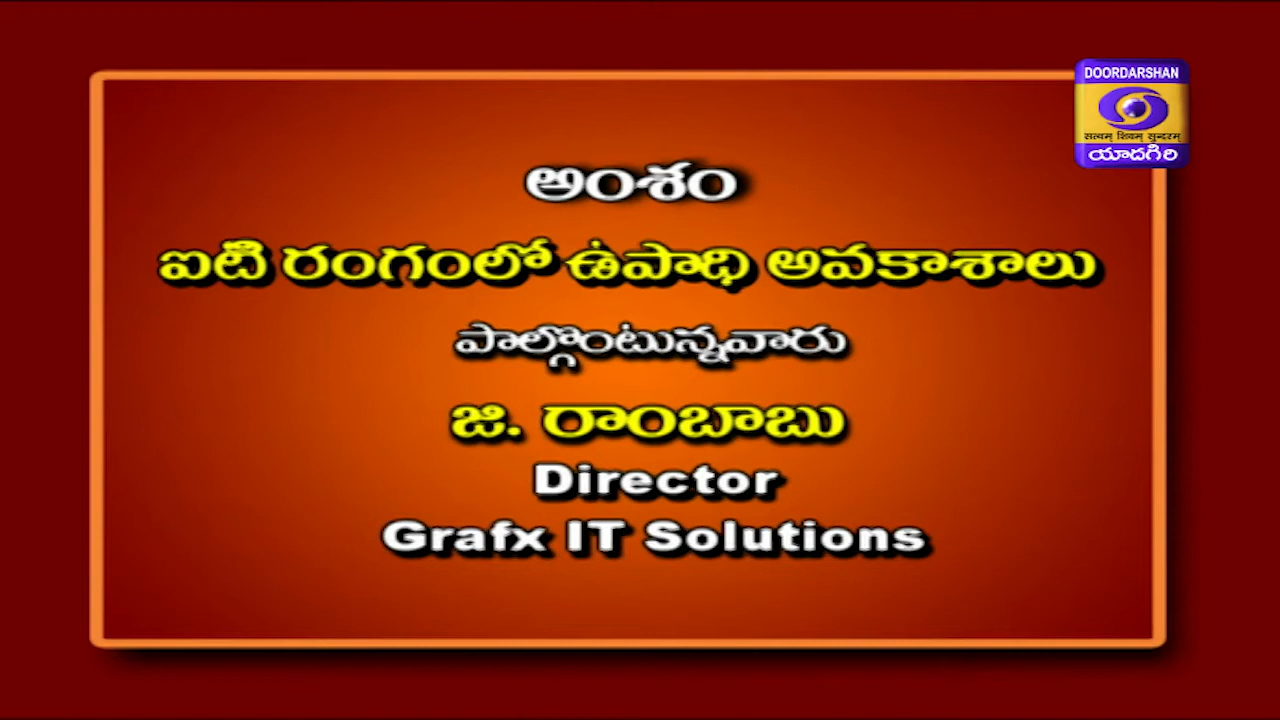 DOORDARSHAN
सत्यम् शिवम् सुन्दरम्
యాదగిరి
అంశం
ఐటి రంగంలో ఉపాధి అవకాశాలు
పాల్గొంటున్నవారు
జి. రాంబాబు
Director
Grafx IT Solutions